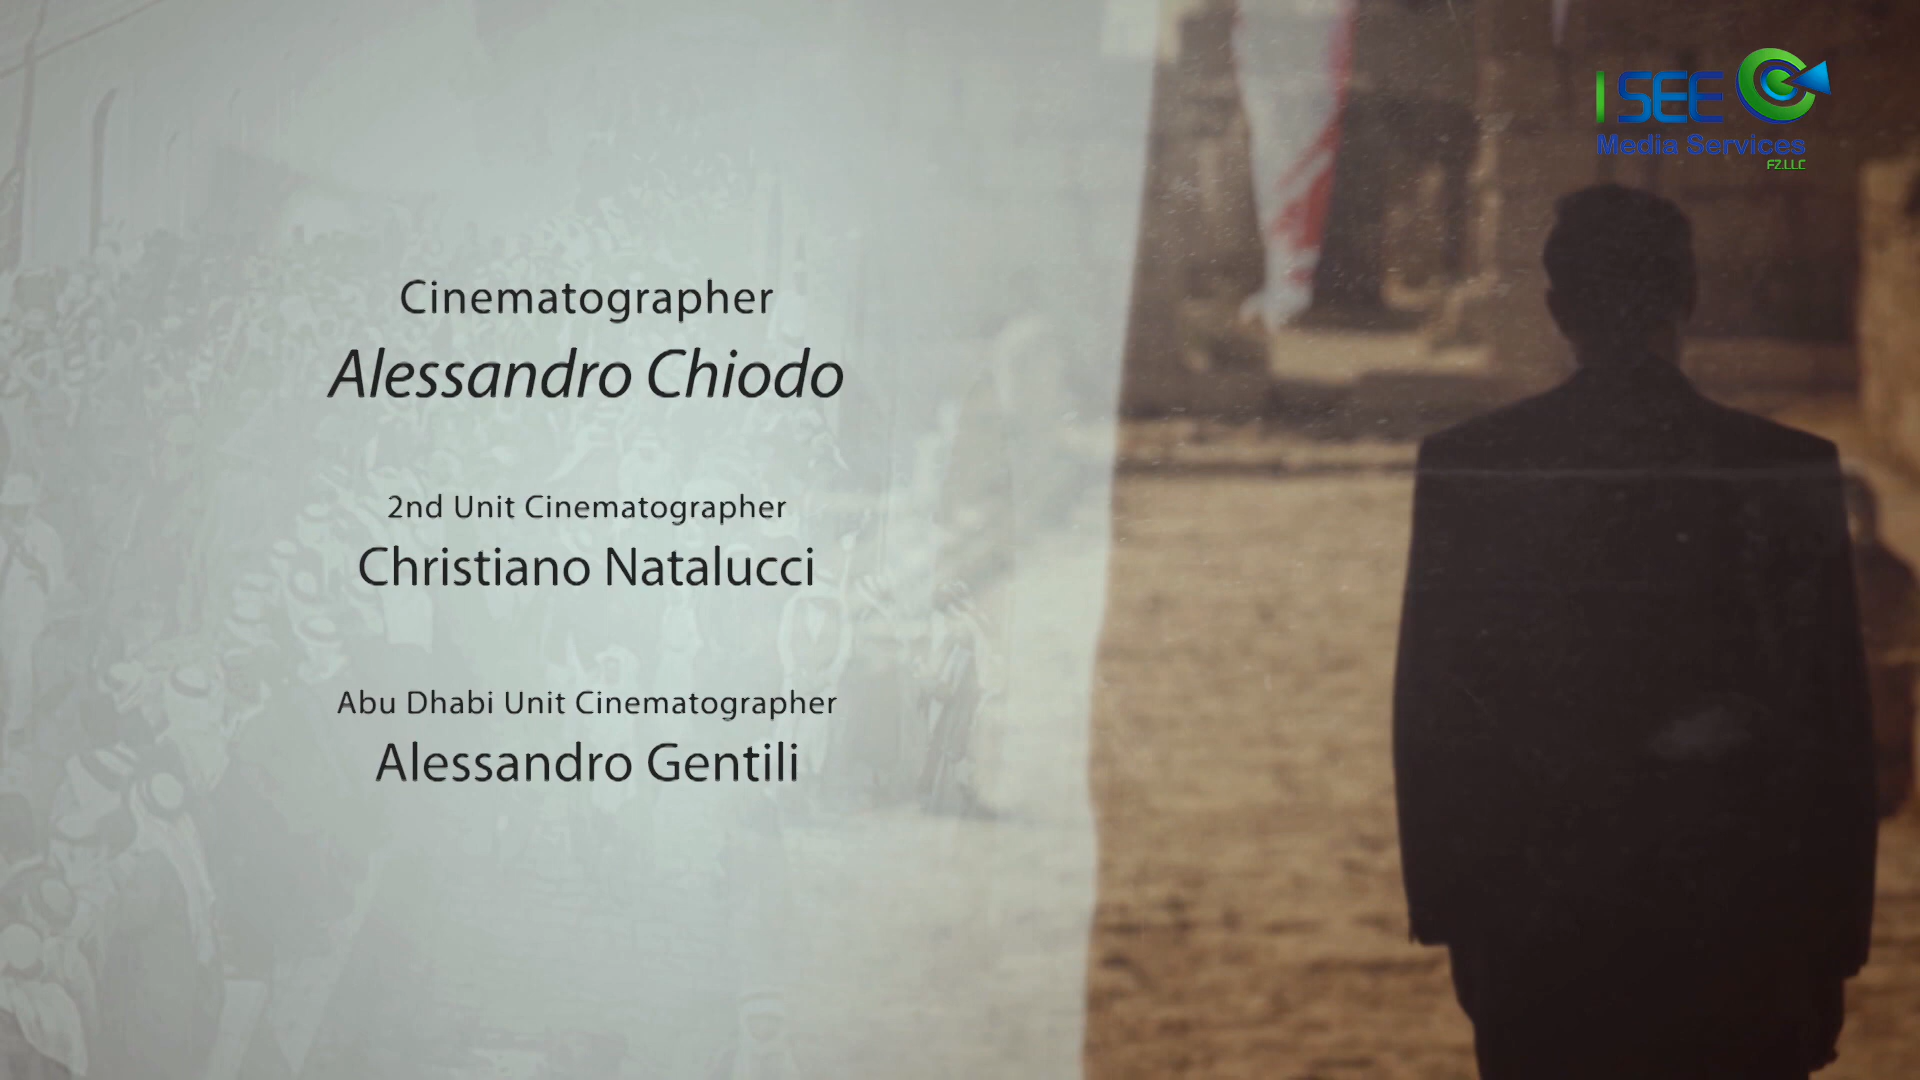 Cinematographer
Alessandro Chiodo
2nd Unit Cinematographer
Christiano Natalucci
Abu Dhabi Unit Cinematographer
Alessandro Gentili
I SEE
Media Services
FZ.LLC